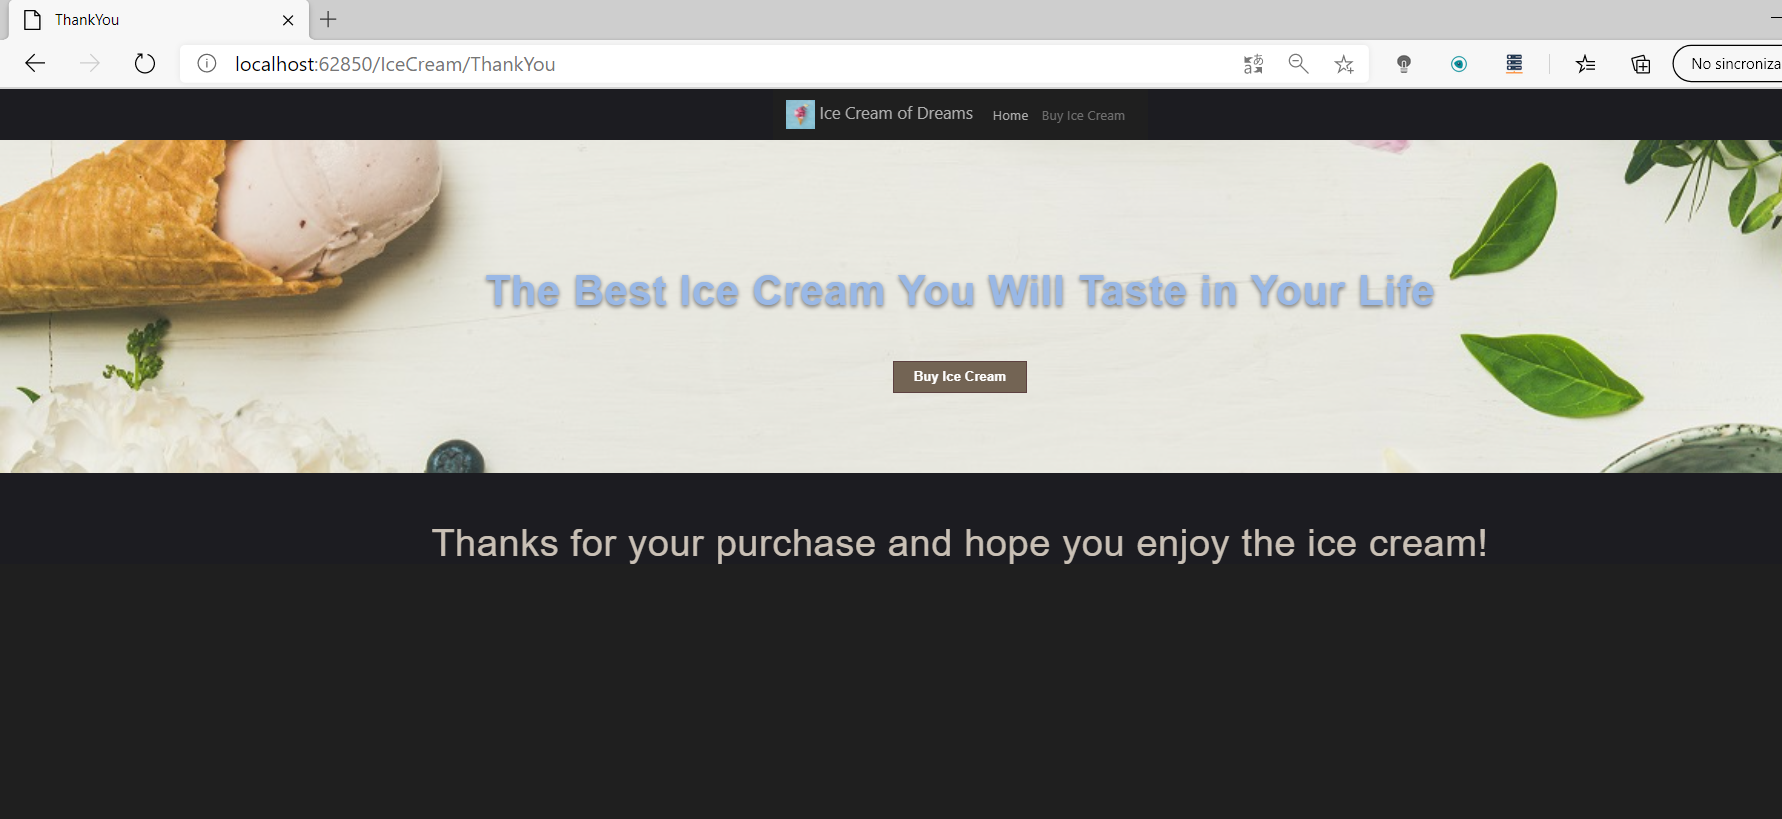 ThankYou
localhost:62850/IceCream/ThankYou
No sincroniza
Ice Cream of Dreams Home Buy Ice Cream
The Best Ice Cream You Will Taste in Your Life
Buy Ice Cream
Thanks for your purchase and hope you enjoy the ice cream!